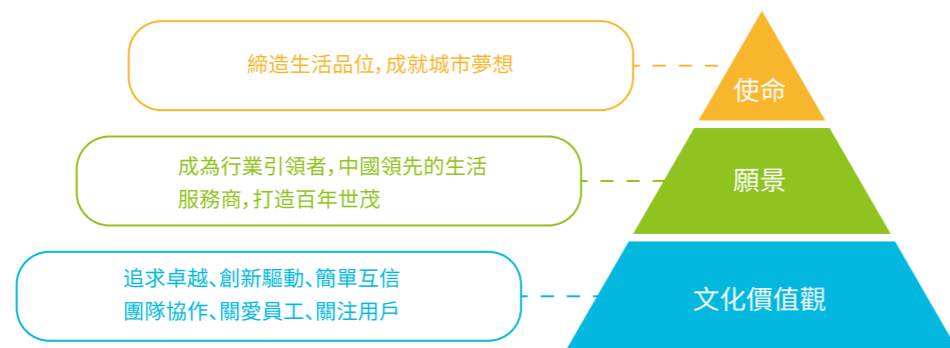 締造生活品位，成就城市夢想
使命
成為行業引領者，中國領先的生活
服務商，打造百年世茂
願景
追求卓越、創新驅動、簡單互信
團隊協作、關愛員工、關注用戶
文化價值觀